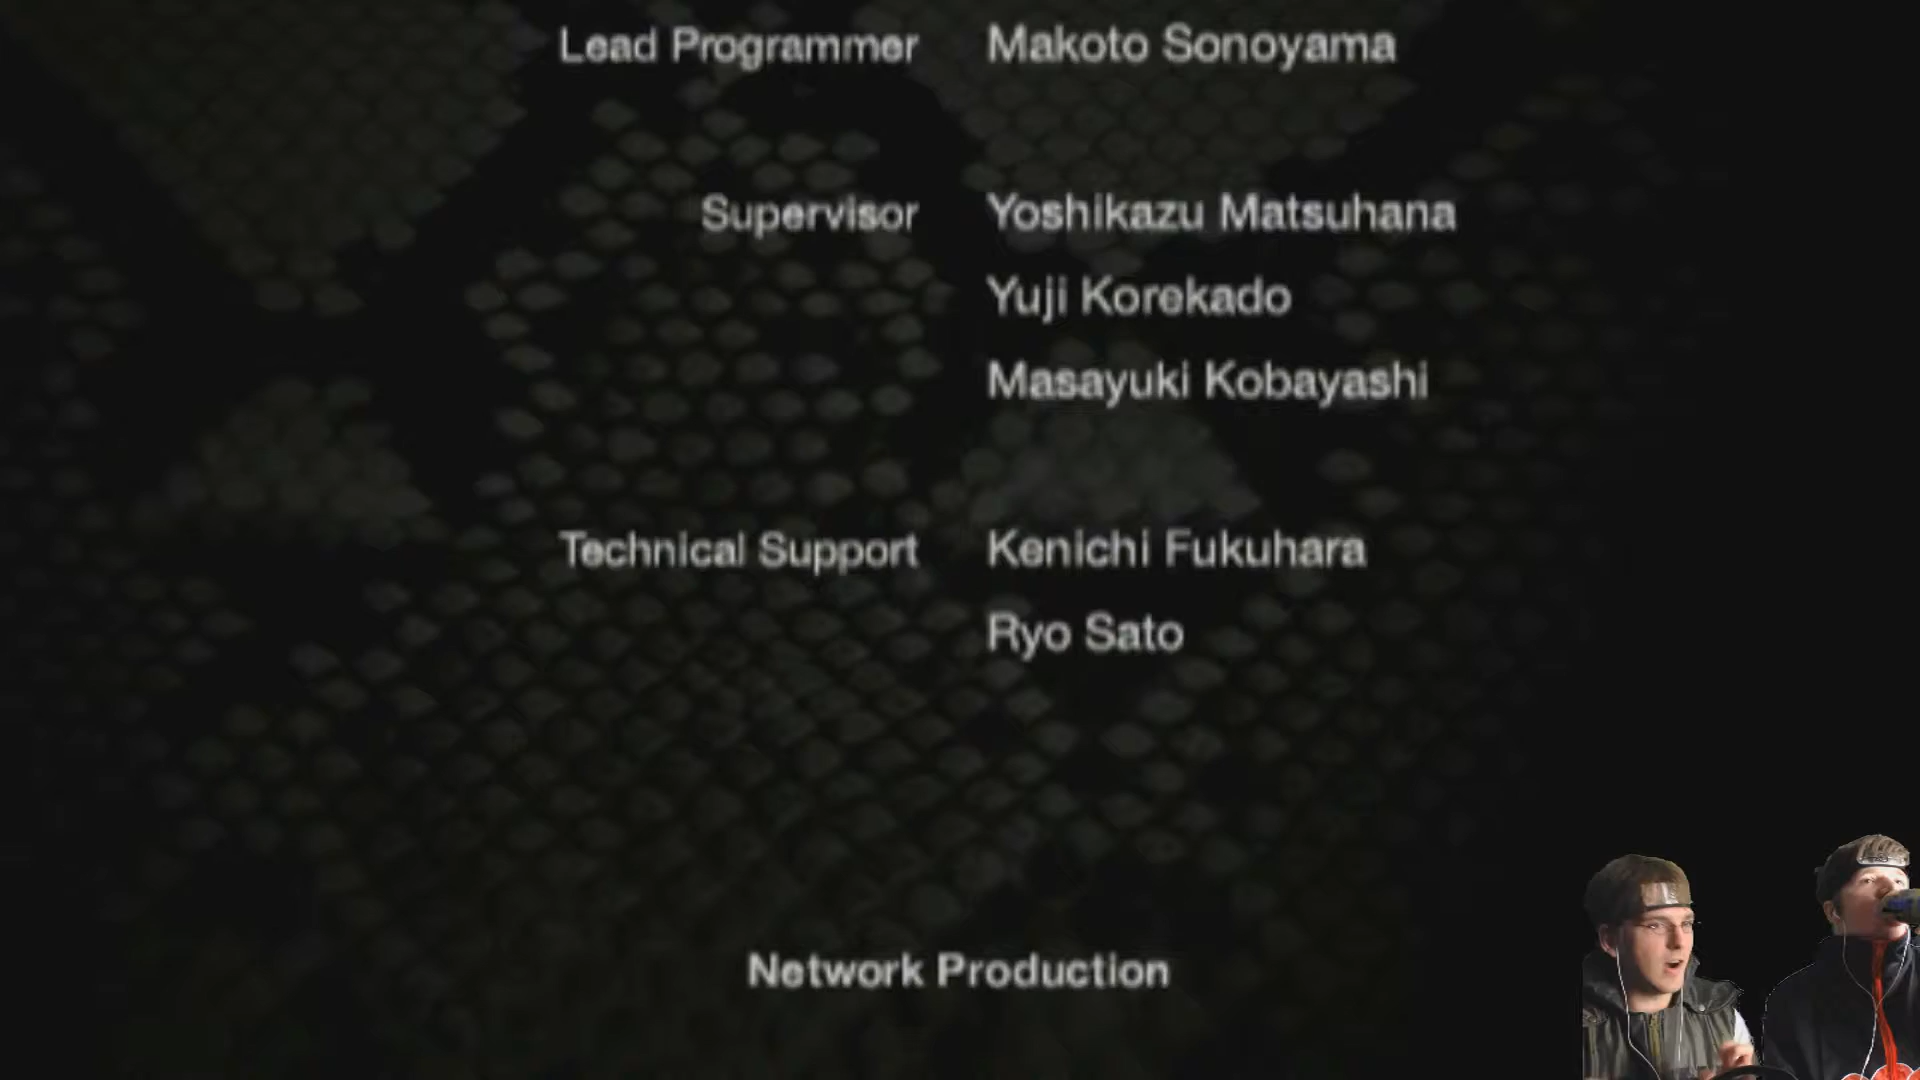 Lead Programmer Makoto Sonoyama
Supervisor Yoshikazu Matsuhana
Yuji Korekado
Masayuki Kobayashi
Technical Support Kenichi Fukuhara
Ryo Sato
Network Production